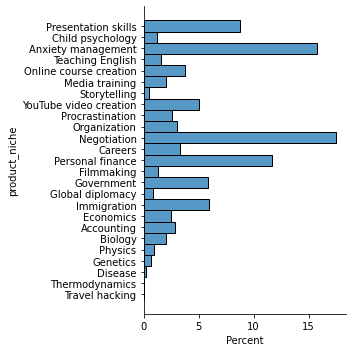 Presentation skills
Child psychology
Anxiety management
Teaching English
Online course creation
Media training
Storytelling
YouTube video creation
Procrastination
Organization
Negotiation
Careers
Personal finance
Filmmaking
Government
Global diplomacy
Immigration
Economics
Accounting
Biology
Physics
Genetics
Disease
Thermodynamics
Travel hacking
product_niche
0 5 10 15
Percent